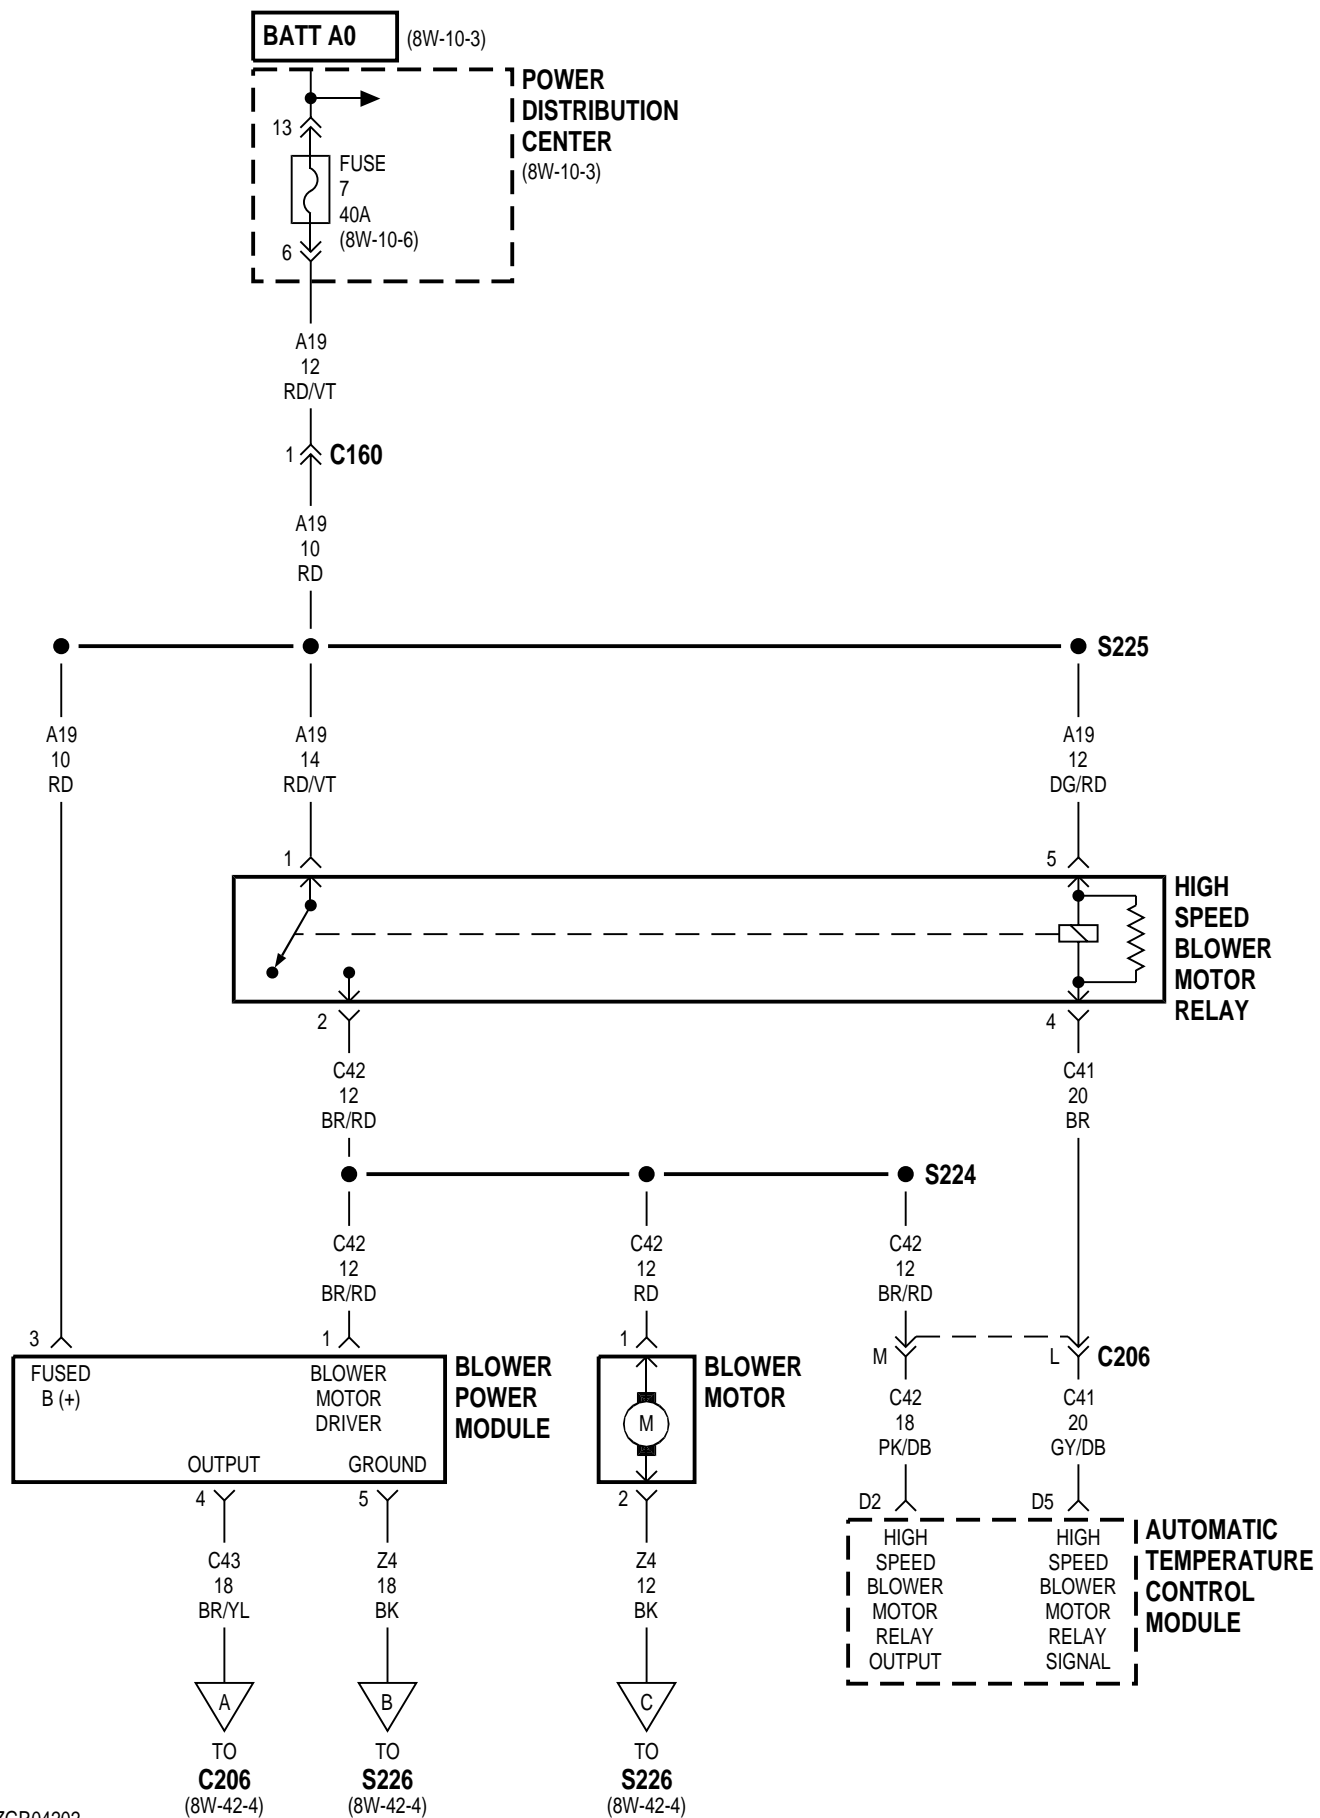 BATT A0 (8W-10-3)
POWER
DISTRIBUTION
CENTER
(8W-10-3)
13
FUSE
7
40A
(8W-10-6)
6
A19
12
RD/VT
1 C160
A19
10
RD
S225
A19
10
RD
A19
14
RD/VT
A19
12
DG/RD
1
5
HIGH
SPEED
BLOWER
MOTOR
RELAY
2
4
C42
12
BR/RD
C41
20
BR
S224
C42
12
BR/RD
C42
12
RD
C42
12
BR/RD
3
1
1
M
L C206
FUSED
B (+)
BLOWER
MOTOR
DRIVER
OUTPUT
GROUND
BLOWER
POWER
MODULE
M
BLOWER
MOTOR
C42
18
PK/DB
C41
20
GY/DB
4
5
2
D2
D5
C43
18
BR/YL
Z4
18
BK
Z4
12
BK
HIGH
SPEED
BLOWER
MOTOR
RELAY
OUTPUT
HIGH
SPEED
BLOWER
MOTOR
RELAY
SIGNAL
AUTOMATIC
TEMPERATURE
CONTROL
MODULE
A
B
C
TO
C206
(8W-42-4)
TO
S226
(8W-42-4)
TO
S226
(8W-42-4)